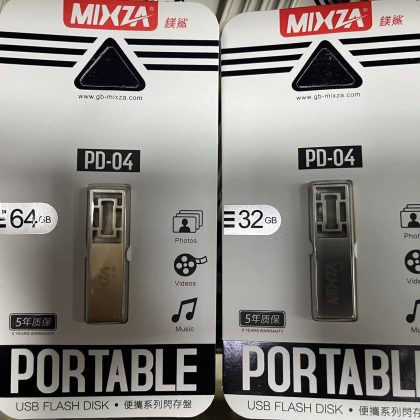 MIXZA® 鎂鯊
www.gb-mixza.com
PD-04
64GB
Photos
Videos
Music
5年质保
5 YEARS WARRANTY
PORTABLE
USB FLASH DISK • 便攜系列閃存盤
MIXZA® 鎂鯊
www.gb-mixza.com
PD-04
32GB
MIXZA
Photos
Videos
Music
5年质保
5 YEARS WARRANTY
PORTABL
USB FLASH DISK • 便攜系列閃存盤